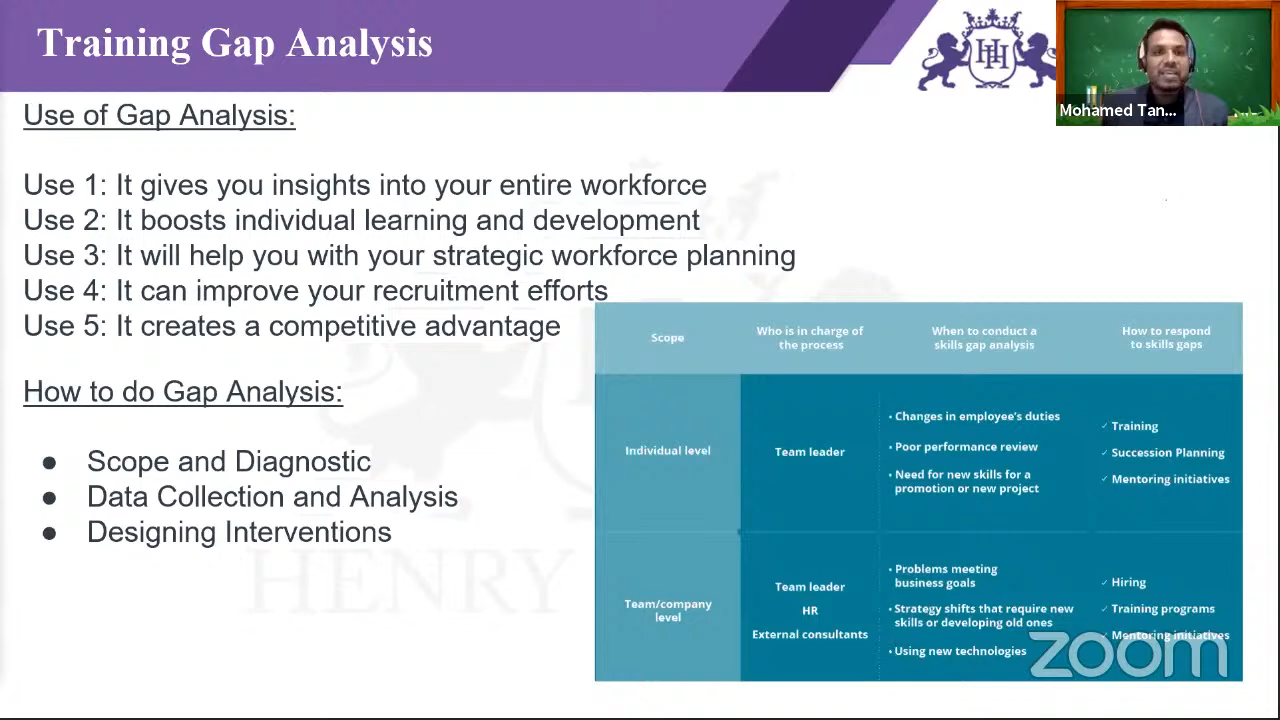 Training Gap Analysis
HH
Mohamed Tan...
Use of Gap Analysis:
Use 1: It gives you insights into your entire workforce
Use 2: It boosts individual learning and development
Use 3: It will help you with your strategic workforce planning
Use 4: It can improve your recruitment efforts
Use 5: It creates a competitive advantage
How to do Gap Analysis:
● Scope and Diagnostic
● Data Collection and Analysis
● Designing Interventions
HENRY
Scope
Who is in charge of
the process
When to conduct a
skills gap analysis
How to respond
to skills gaps
Individual level
Team leader
• Changes in employee's duties
• Poor performance review
• Need for new skills for a
promotion or new project
✓ Training
✓ Succession Planning
✓ Mentoring initiatives
Team/company
level
Team leader
HR
External consultants
• Problems meeting
business goals
• Strategy shifts that require new
skills or developing old ones
• Using new technologies
✓ Hiring
✓ Training programs
✓ Mentoring initiatives
zoom